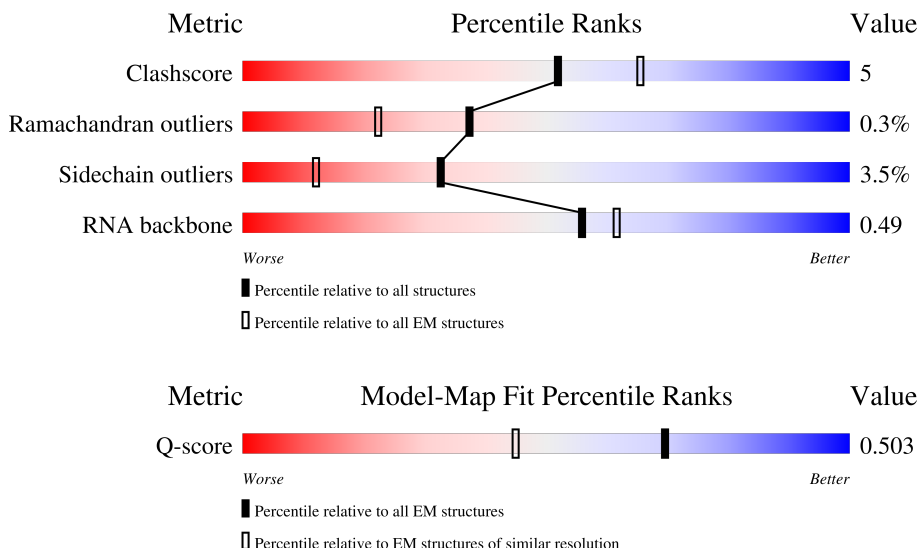 Metric Percentile Ranks Value
Clashscore 5
Ramachandran outliers 0.3%
Sidechain outliers 3.5%
RNA backbone 0.49
Worse Better
Percentile relative to all structures
Percentile relative to all EM structures
Metric Model-Map Fit Percentile Ranks Value
Q-score 0.503
Worse Better
Percentile relative to all EM structures
Percentile relative to EM structures of similar resolution